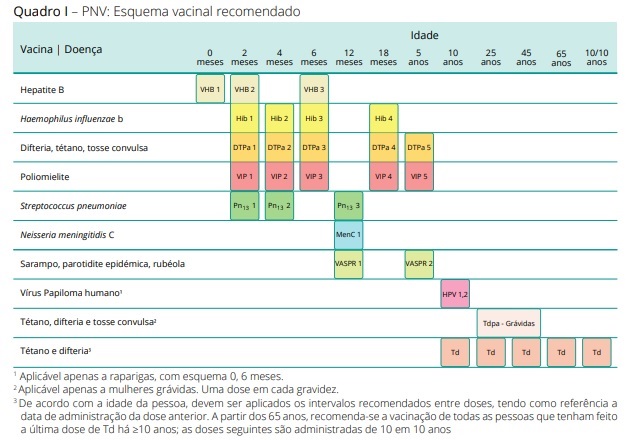 Quadro I – PNV: Esquema vacinal recomendado
Vacina | Doença
Idade
0 meses 2 meses 4 meses 6 meses 12 meses 18 meses 5 anos 10 anos 25 anos 45 anos 65 anos 10/10 anos
Hepatite B VHB 1 VHB 2 VHB 3
Haemophilus influenzae b Hib 1 Hib 2 Hib 3 Hib 4
Difteria, tétano, tosse convulsa DTPa 1 DTPa 2 DTPa 3 DTPa 4 DTPa 5
Poliomielite VIP 1 VIP 2 VIP 3 VIP 4 VIP 5
Streptococcus pneumoniae Pn₁₃ 1 Pn₁₃ 2 Pn₁₃ 3
Neisseria meningitidis C MenC 1
Sarampo, parotidite epidémica, rubéola VASPR 1 VASPR 2
Vírus Papiloma humano¹ HPV 1,2
Tétano, difteria e tosse convulsa² Tdpa - Grávidas
Tétano e difteria³ Td Td Td Td Td
¹ Aplicável apenas a raparigas, com esquema 0, 6 meses.
² Aplicável apenas a mulheres grávidas. Uma dose em cada gravidez.
³ De acordo com a idade da pessoa, devem ser aplicados os intervalos recomendados entre doses, tendo como referência a
data de administração da dose anterior. A partir dos 65 anos, recomenda-se a vacinação de todas as pessoas que tenham feito
a última dose de Td há ≥10 anos; as doses seguintes são administradas de 10 em 10 anos